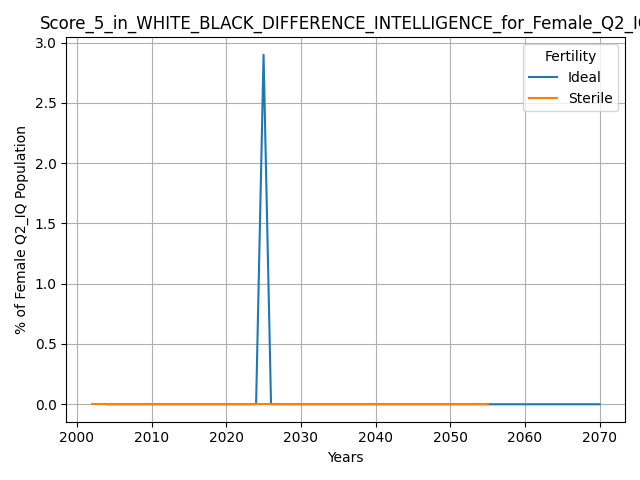 Score_5_in_WHITE_BLACK_DIFFERENCE_INTELLIGENCE_for_Female_Q2_I
Fertility
Ideal
Sterile
% of Female Q2_IQ Population
3.0
2.5
2.0
1.5
1.0
0.5
0.0
2000 2010 2020 2030 2040 2050 2060 2070
Years